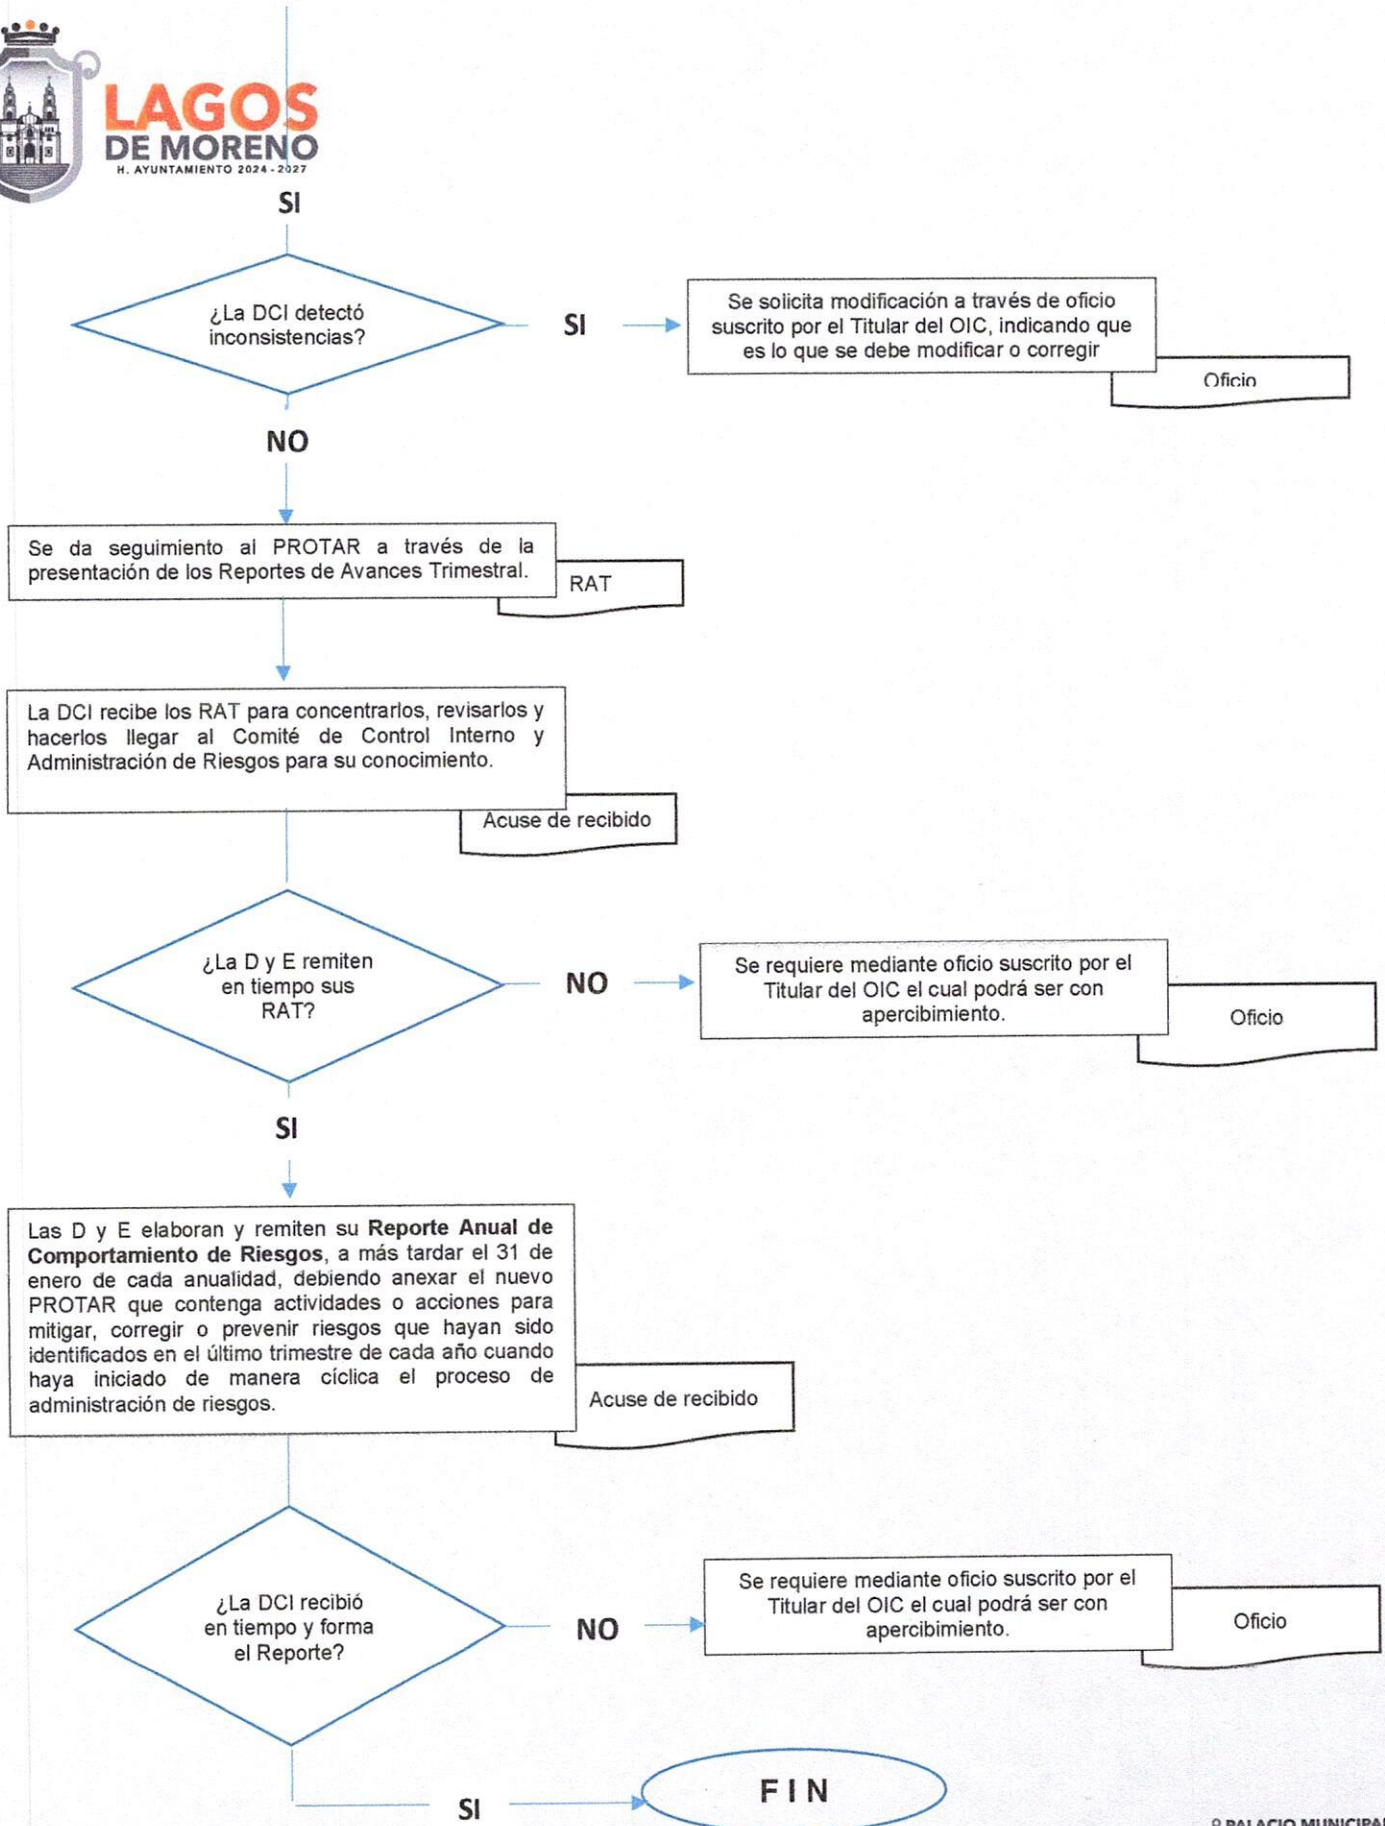 LAGOS
DE MORENO
H. AYUNTAMIENTO 2024 - 2027
SI
¿La DCI detectó
inconsistencias?
SI
Se solicita modificación a través de oficio
suscrito por el Titular del OIC, indicando que
es lo que se debe modificar o corregir
Oficio
NO
Se da seguimiento al PROTAR a través de la
presentación de los Reportes de Avances Trimestral.
RAT
La DCI recibe los RAT para concentrarlos, revisarlos y
hacerlos llegar al Comité de Control Interno y
Administración de Riesgos para su conocimiento.
Acuse de recibido
¿La D y E remiten
en tiempo sus
RAT?
NO
Se requiere mediante oficio suscrito por el
Titular del OIC el cual podrá ser con
apercibimiento.
Oficio
SI
Las D y E elaboran y remiten su Reporte Anual de
Comportamiento de Riesgos, a más tardar el 31 de
enero de cada anualidad, debiendo anexar el nuevo
PROTAR que contenga actividades o acciones para
mitigar, corregir o prevenir riesgos que hayan sido
identificados en el último trimestre de cada año cuando
haya iniciado de manera cíclica el proceso de
administración de riesgos.
Acuse de recibido
¿La DCI recibió
en tiempo y forma
el Reporte?
NO
Se requiere mediante oficio suscrito por el
Titular del OIC el cual podrá ser con
apercibimiento.
Oficio
SI
F I N
PALACIO MUNICIPAL